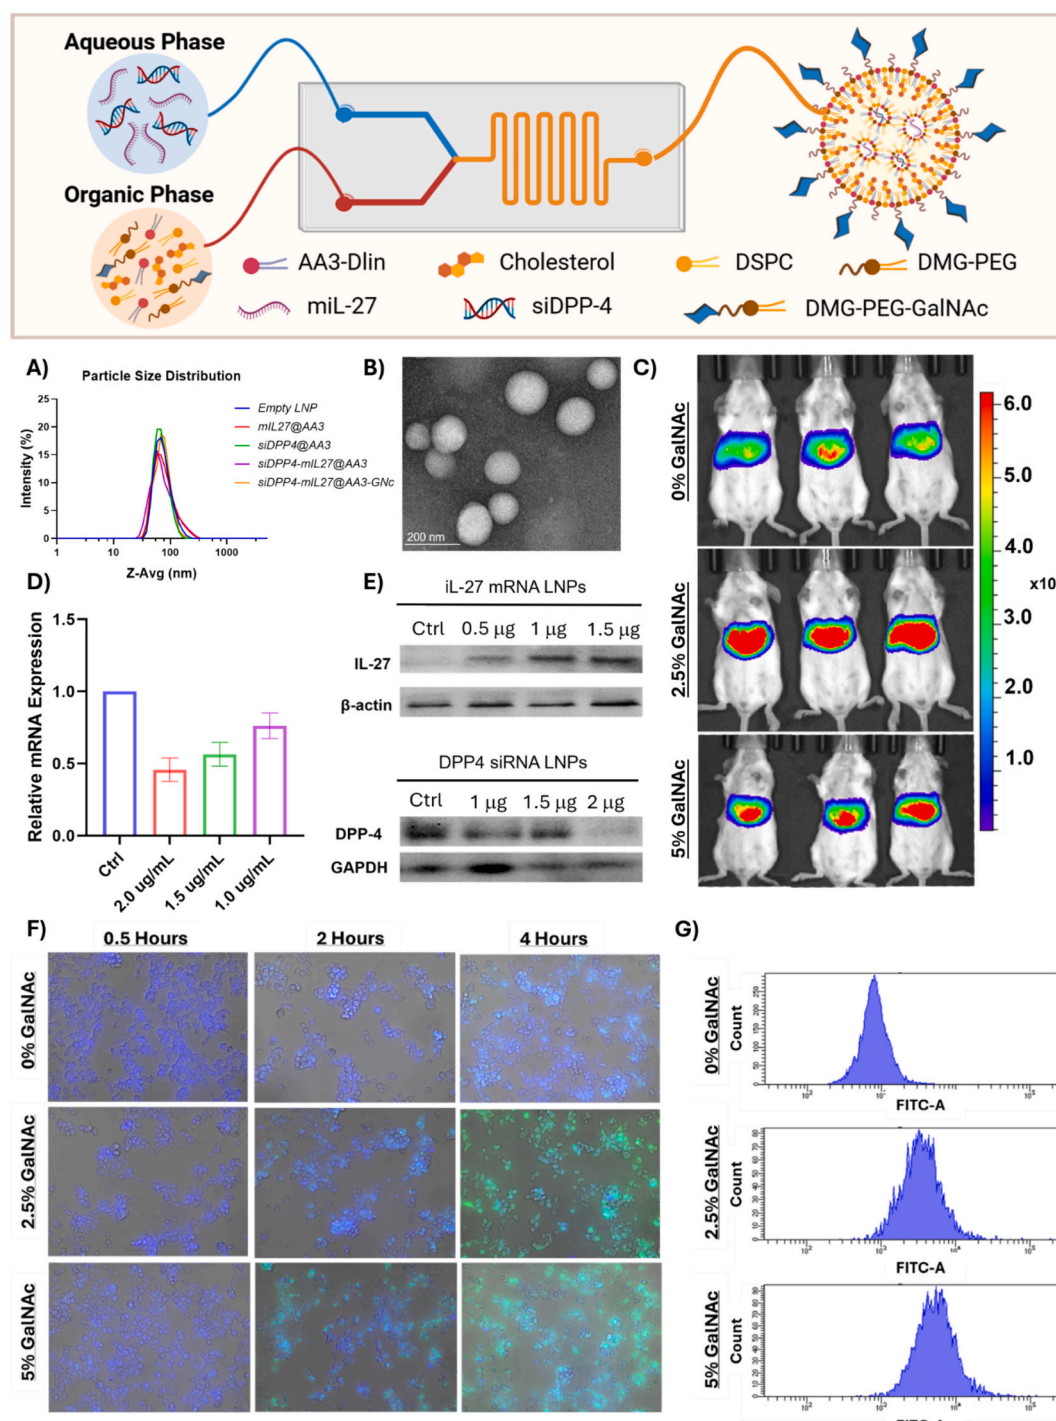 Aqueous Phase
Organic Phase
AA3-Dlin
Cholesterol
DSPC
DMG-PEG
miL-27
siDPP-4
DMG-PEG-GalNAc
A)
Particle Size Distribution
Intensity (%)
25
20
15
10
5
0
1
10
100
1000
Z-Avg (nm)
Empty LNP
mIL27@AA3
siDPP4@AA3
siDPP4-mIL27@AA3
siDPP4-mIL27@AA3-GNc
B)
200 nm
C)
0% GalNAc
2.5% GalNAc
5% GalNAc
6.0
5.0
4.0
x10
3.0
2.0
1.0
D)
Relative mRNA Expression
1.5
1.0
0.5
0.0
Ctrl
2.0 ug/mL
1.5 ug/mL
1.0 ug/mL
E)
iL-27 mRNA LNPs
Ctrl 0.5 µg 1 µg 1.5 µg
IL-27
β-actin
DPP4 siRNA LNPs
Ctrl 1 µg 1.5 µg 2 µg
DPP-4
GAPDH
F)
0.5 Hours
2 Hours
4 Hours
0% GalNAc
2.5% GalNAc
5% GalNAc
G)
0% GalNAc
Count
FITC-A
2.5% GalNAc
Count
FITC-A
5% GalNAc
Count
FITC-A